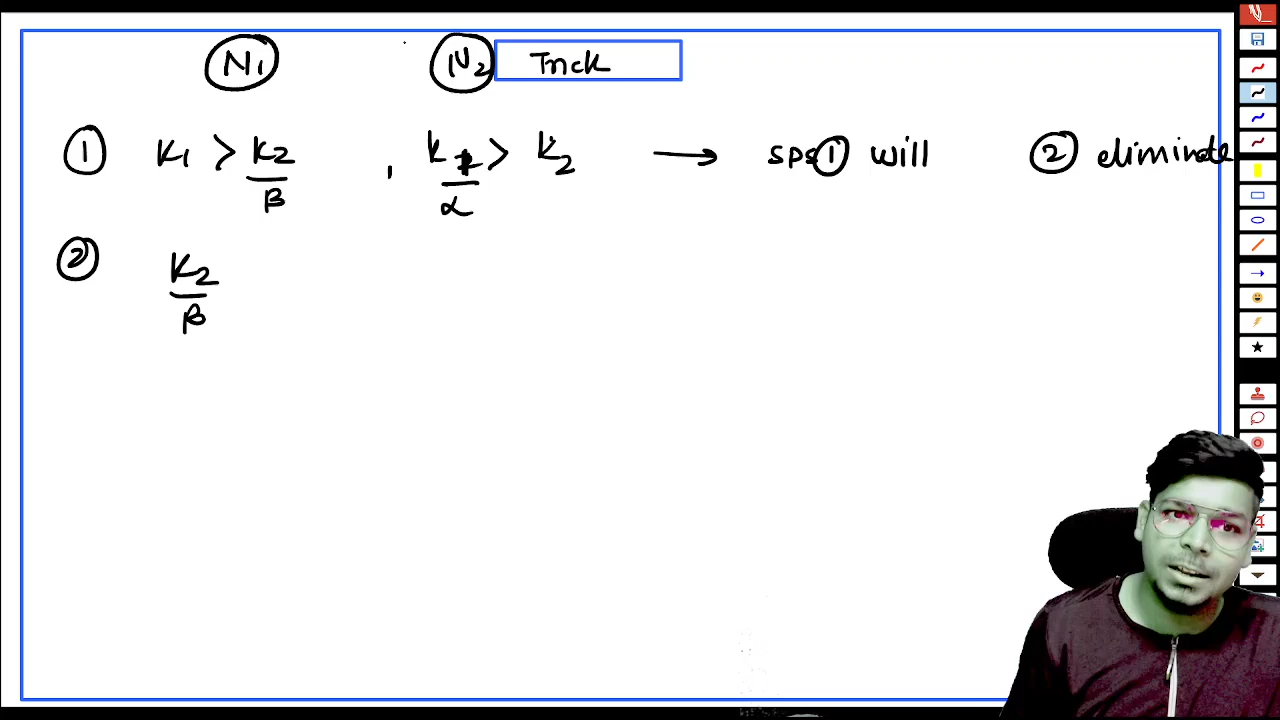 N₁ N₂ Trick
① K₁ > K₂/β , K₁/α > K₂ → sps ① will ② eliminate
② K₂/β